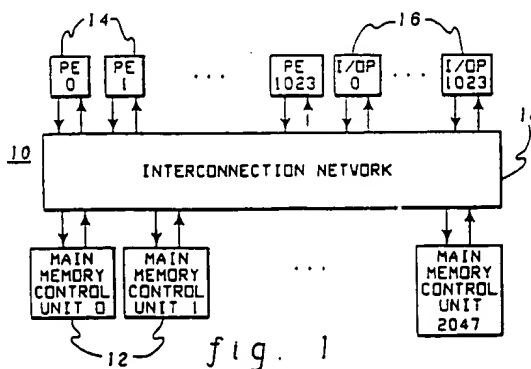 14
16
PE 0
PE 1
...
PE 1023
I/OP 0
...
I/OP 1023
10
INTERCONNECTION NETWORK
MAIN MEMORY CONTROL UNIT 0
MAIN MEMORY CONTROL UNIT 1
...
MAIN MEMORY CONTROL UNIT 2047
12
fig. 1